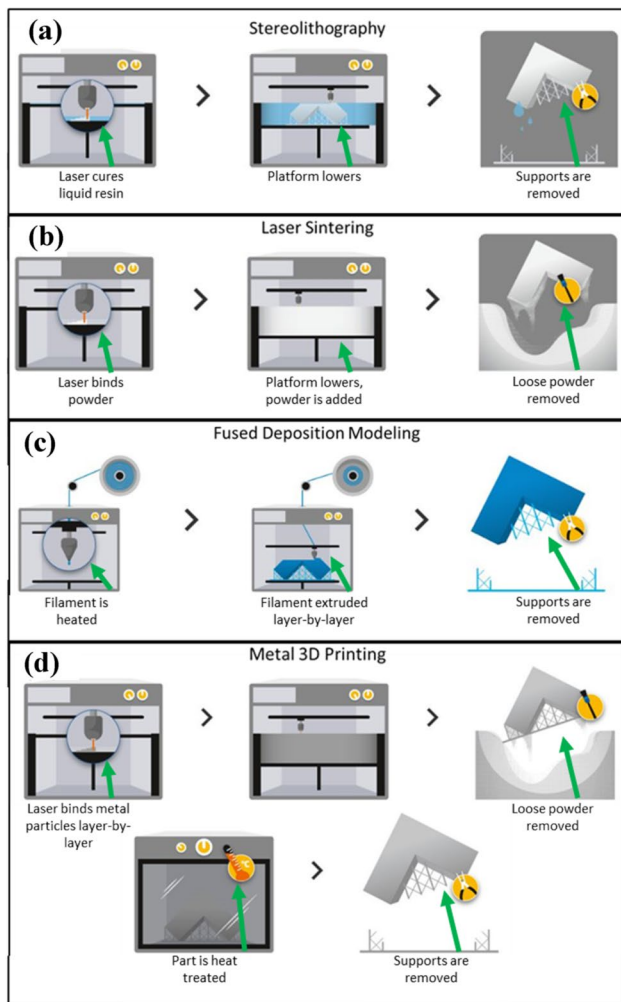 (a)
Stereolithography
Laser cures
liquid resin
Platform lowers
Supports are
removed
(b)
Laser Sintering
Laser binds
powder
Platform lowers,
powder is added
Loose powder
removed
(c)
Fused Deposition Modeling
Filament is
heated
Filament extruded
layer-by-layer
Supports are
removed
(d)
Metal 3D Printing
Laser binds metal
particles layer-by-
layer
Loose powder
removed
Part is heat
treated
Supports are
removed